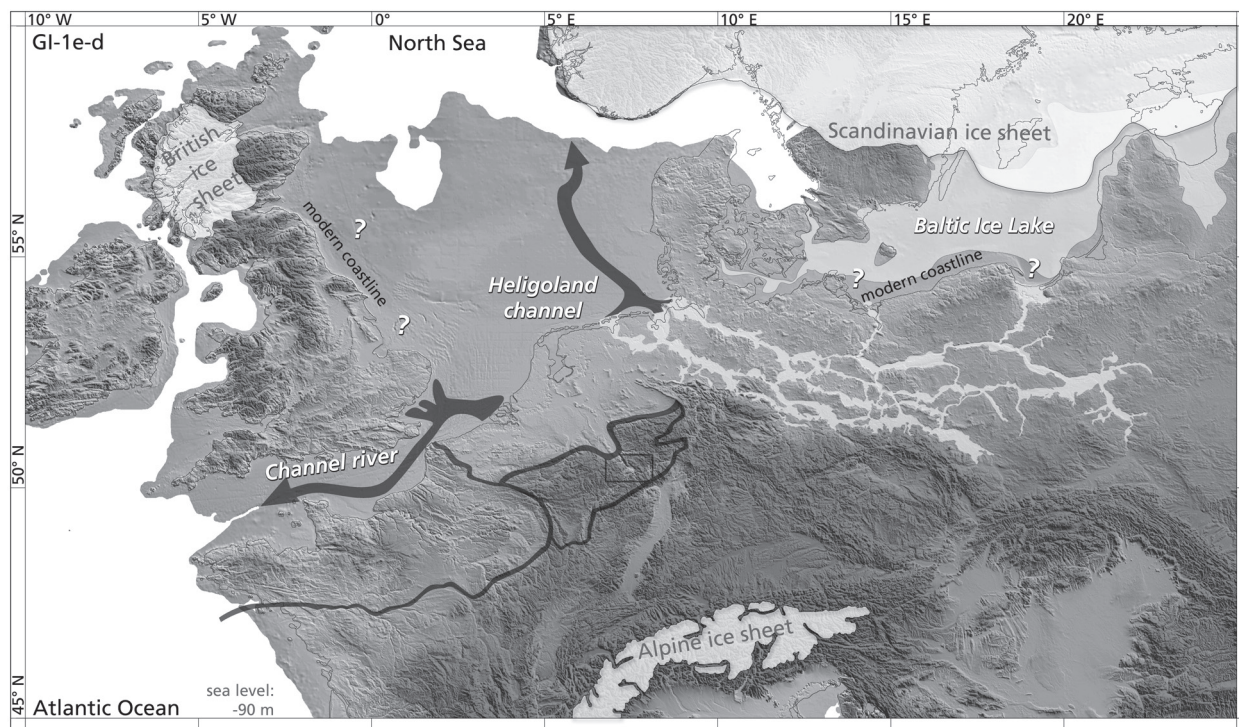 10° W
5° W
0°
5° E
10° E
15° E
20° E
GI-1e-d
North Sea
British
ice
sheet
Scandinavian ice sheet
modern coastline
?
?
55° N
Baltic Ice Lake
?
?
modern coastline
Heligoland
channel
50° N
Channel river
Alpine ice sheet
45° N
sea level:
-90 m
Atlantic Ocean